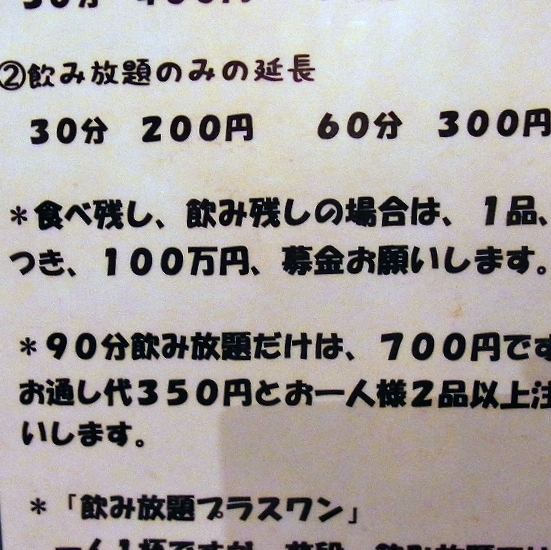 ②飲み放題のみの延長
30分 200円 60分 300円
*食べ残し、飲み残しの場合は、1品、
つき、100万円、募金お願いします。
*90分飲み放題だけは、700円です
お通し代350円とお一人様2品以上注
いします。
*「飲み放題プラスワン」